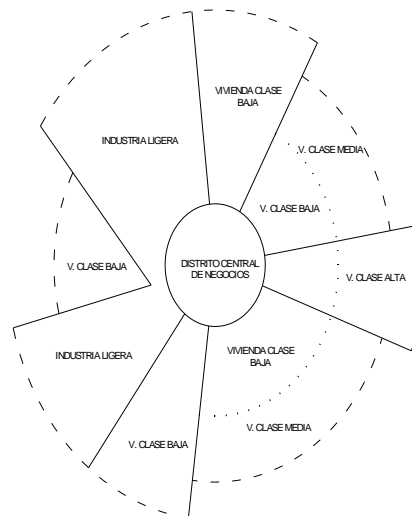 VIVIENDA CLASE
BAJA
INDUSTRIA LIGERA
V. CLASE MEDIA
V. CLASE BAJA
DISTRITO CENTRAL
DE NEGOCIOS
V. CLASE BAJA
V. CLASE ALTA
INDUSTRIA LIGERA
VIVIENDA CLASE
BAJA
V. CLASE MEDIA
V. CLASE BAJA